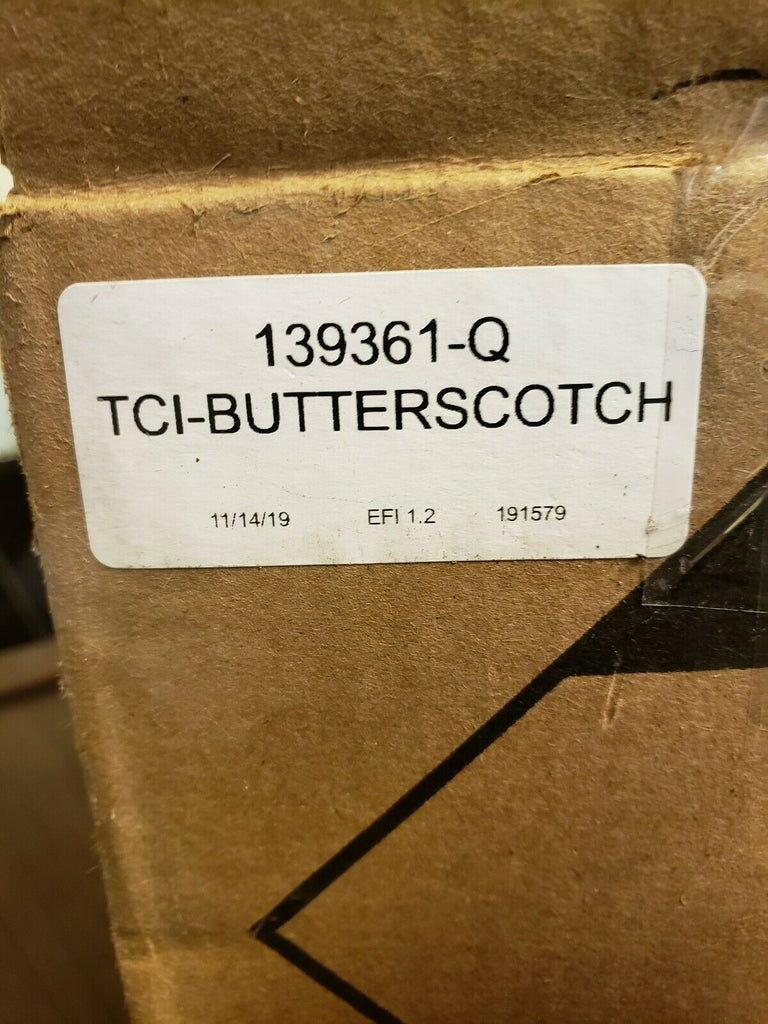 139361-Q
TCI-BUTTERSCOTCH
11/14/19 EFI 1.2 191579